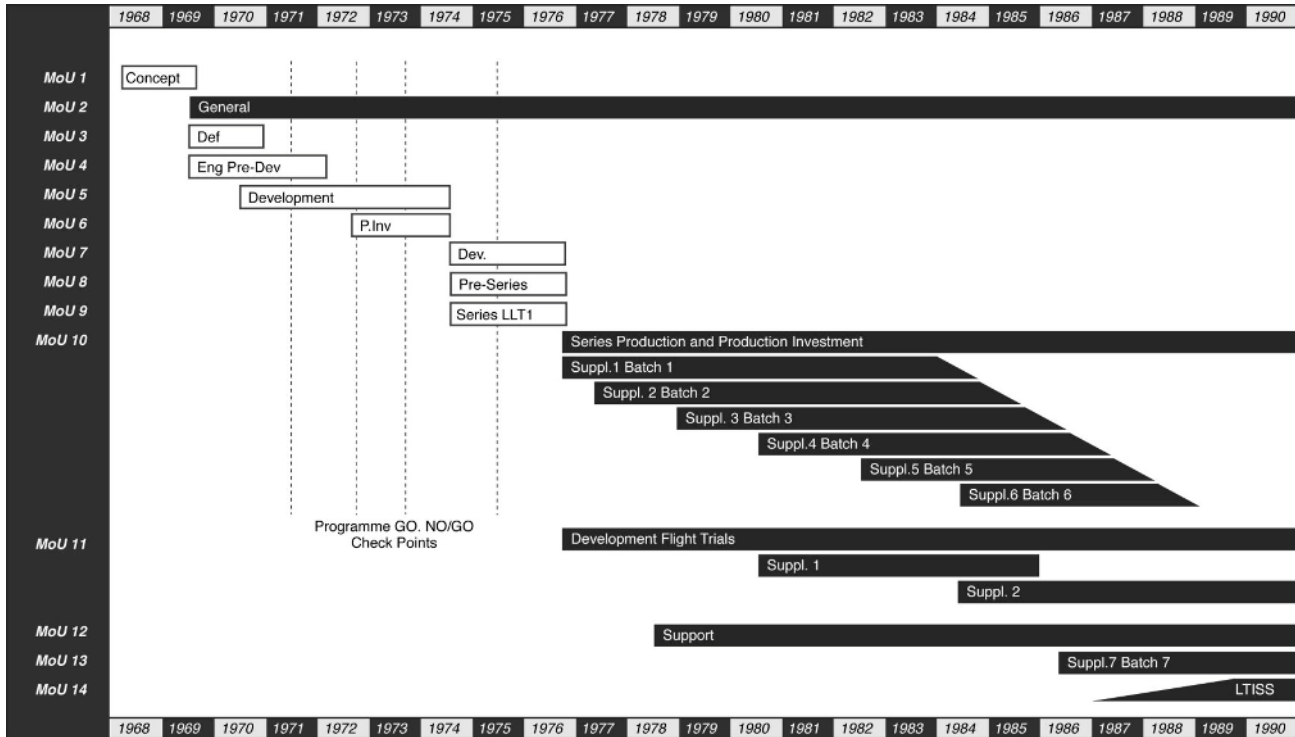 1968 1969 1970 1971 1972 1973 1974 1975 1976 1977 1978 1979 1980 1981 1982 1983 1984 1985 1986 1987 1988 1989 1990
MoU 1 Concept
MoU 2 General
MoU 3 Def
MoU 4 Eng Pre-Dev
MoU 5 Development
MoU 6 P.Inv
MoU 7 Dev.
MoU 8 Pre-Series
MoU 9 Series LLT1
MoU 10 Series Production and Production Investment
Suppl.1 Batch 1
Suppl. 2 Batch 2
Suppl. 3 Batch 3
Suppl.4 Batch 4
Suppl.5 Batch 5
Suppl.6 Batch 6
Programme GO. NO/GO
Check Points
MoU 11 Development Flight Trials
Suppl. 1
Suppl. 2
MoU 12 Support
MoU 13 Suppl.7 Batch 7
MoU 14 LTISS
1968 1969 1970 1971 1972 1973 1974 1975 1976 1977 1978 1979 1980 1981 1982 1983 1984 1985 1986 1987 1988 1989 1990